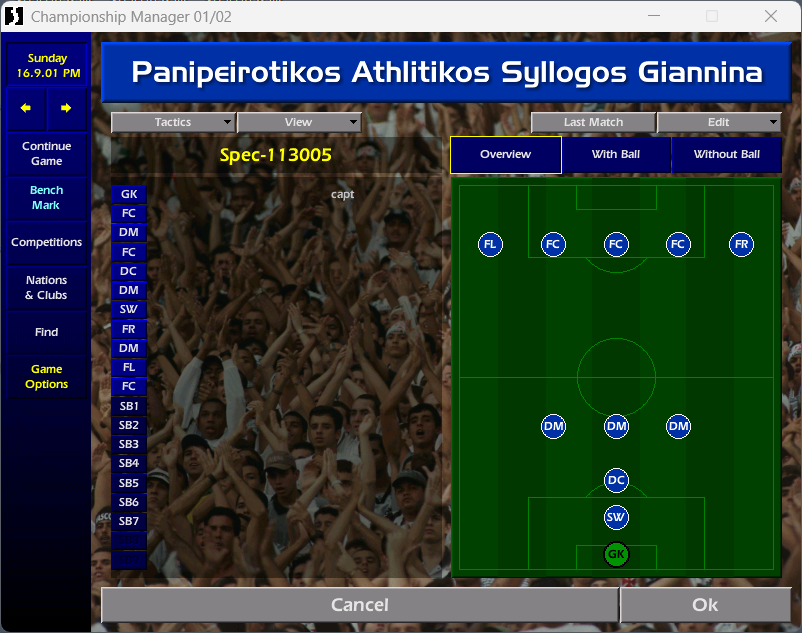 Championship Manager 01/02
Sunday
16.9.01 PM
Continue
Game
Bench
Mark
Competitions
Nations
& Clubs
Find
Game
Options
Panipeirotikos Athlitikos Syllogos Giannina
Tactics
View
Last Match
Edit
Spec-113005
Overview
With Ball
Without Ball
GK
capt
FC
DM
FC
DC
DM
SW
FR
DM
FL
FC
SB1
SB2
SB3
SB4
SB5
SB6
SB7
FL
FC
FC
FC
FR
DM
DM
DM
DC
SW
GK
Cancel
Ok